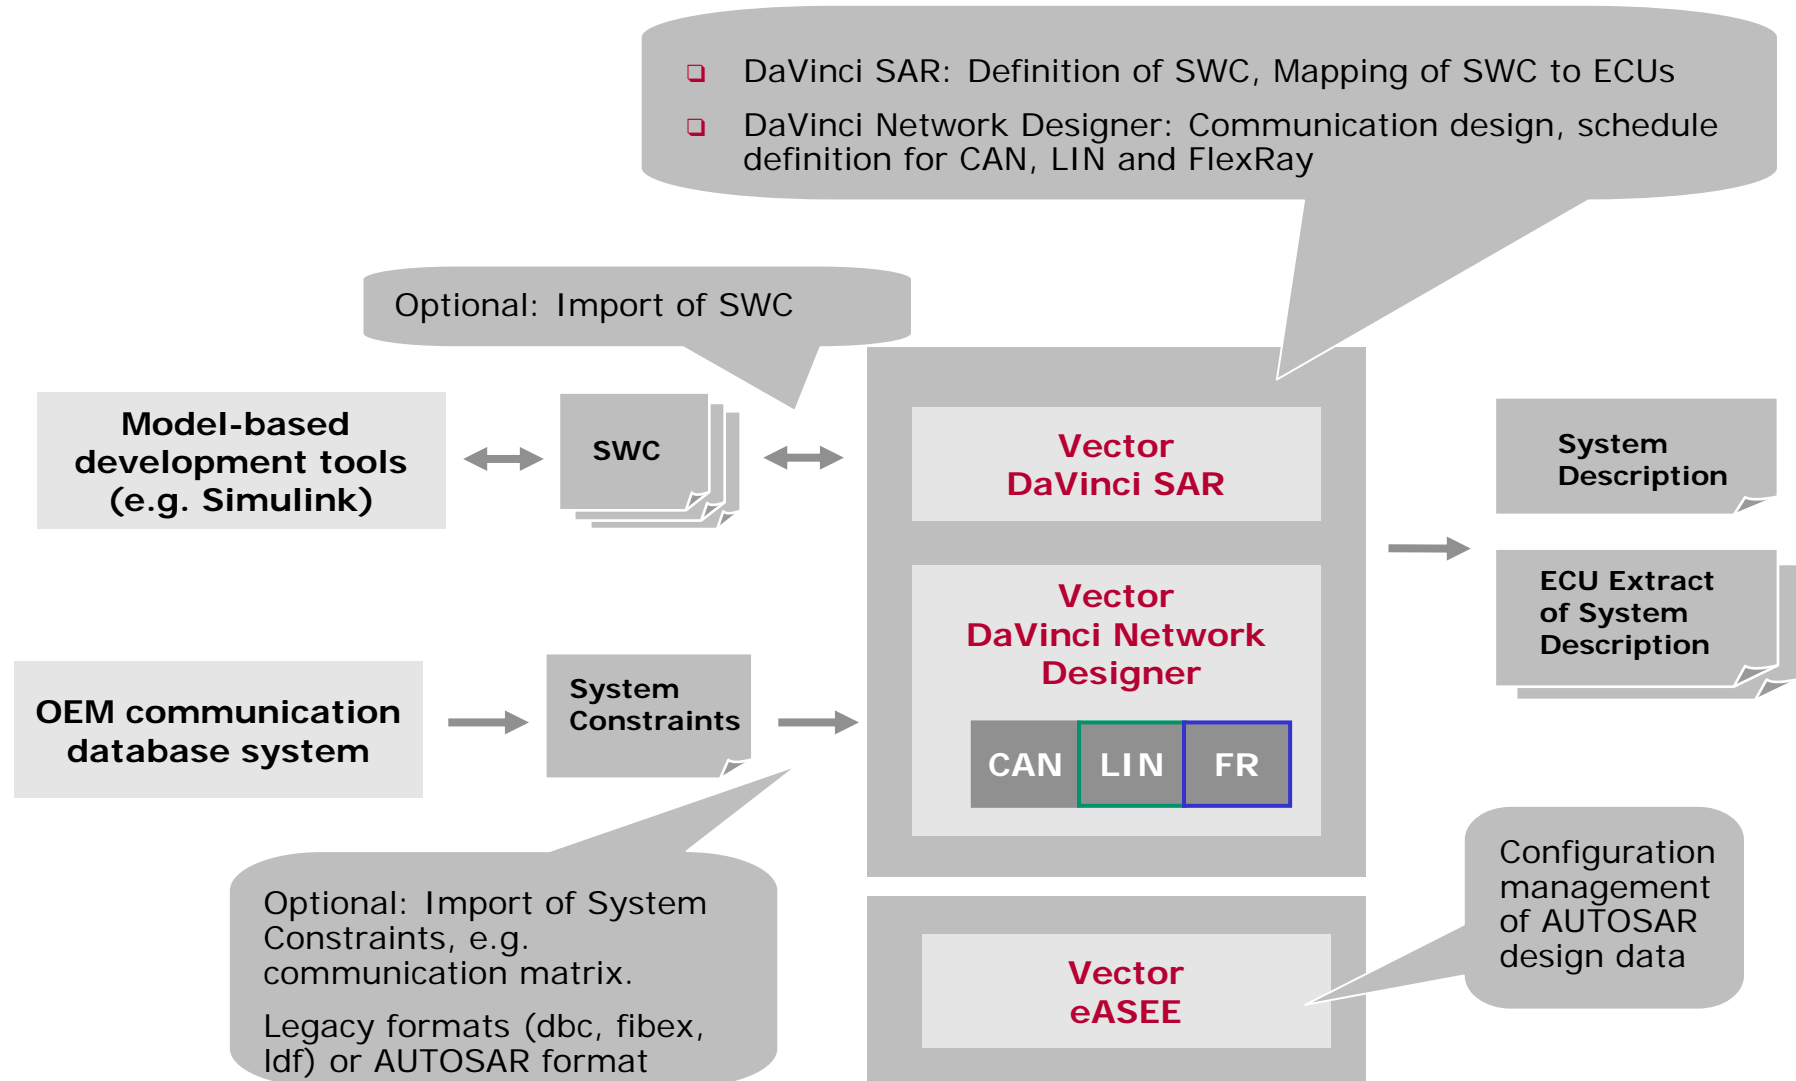 ❑ DaVinci SAR: Definition of SWC, Mapping of SWC to ECUs
❑ DaVinci Network Designer: Communication design, schedule
definition for CAN, LIN and FlexRay
Optional: Import of SWC
Model-based
development tools
(e.g. Simulink)
SWC
Vector
DaVinci SAR
System
Description
Vector
DaVinci Network
Designer
CAN
LIN
FR
ECU Extract
of System
Description
OEM communication
database system
System
Constraints
Optional: Import of System
Constraints, e.g.
communication matrix.
Legacy formats (dbc, fibex,
ldf) or AUTOSAR format
Vector
eASEE
Configuration
management
of AUTOSAR
design data